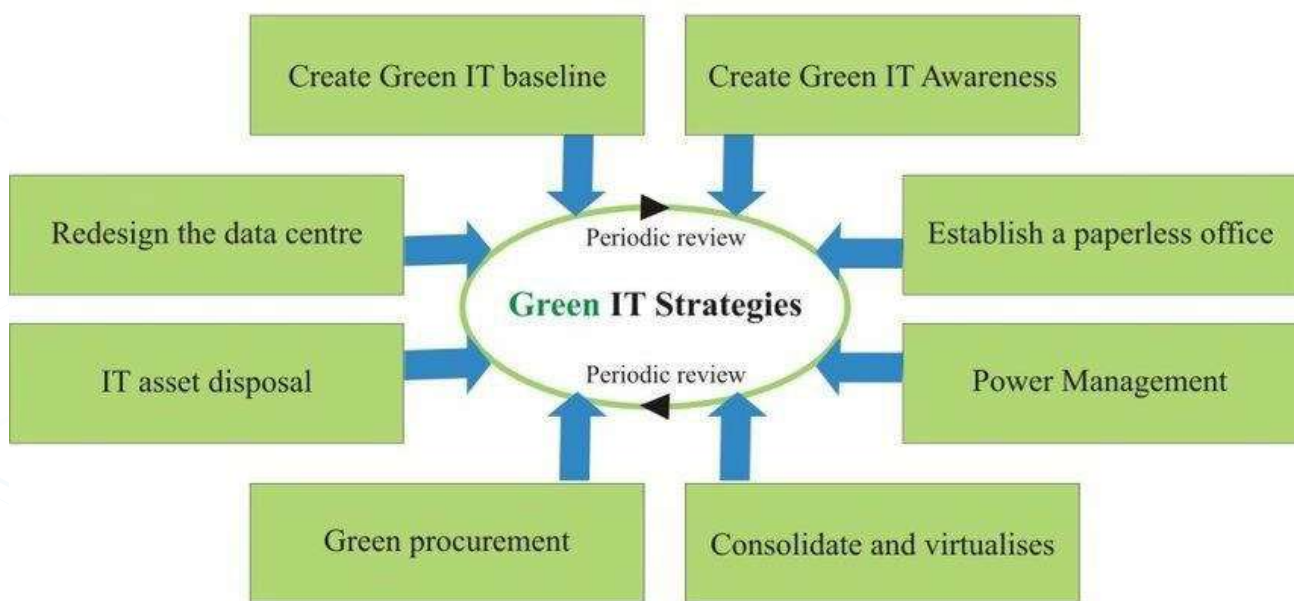 Create Green IT baseline
Create Green IT Awareness
Redesign the data centre
Periodic review
Establish a paperless office
Green IT Strategies
IT asset disposal
Periodic review
Power Management
Green procurement
Consolidate and virtualises